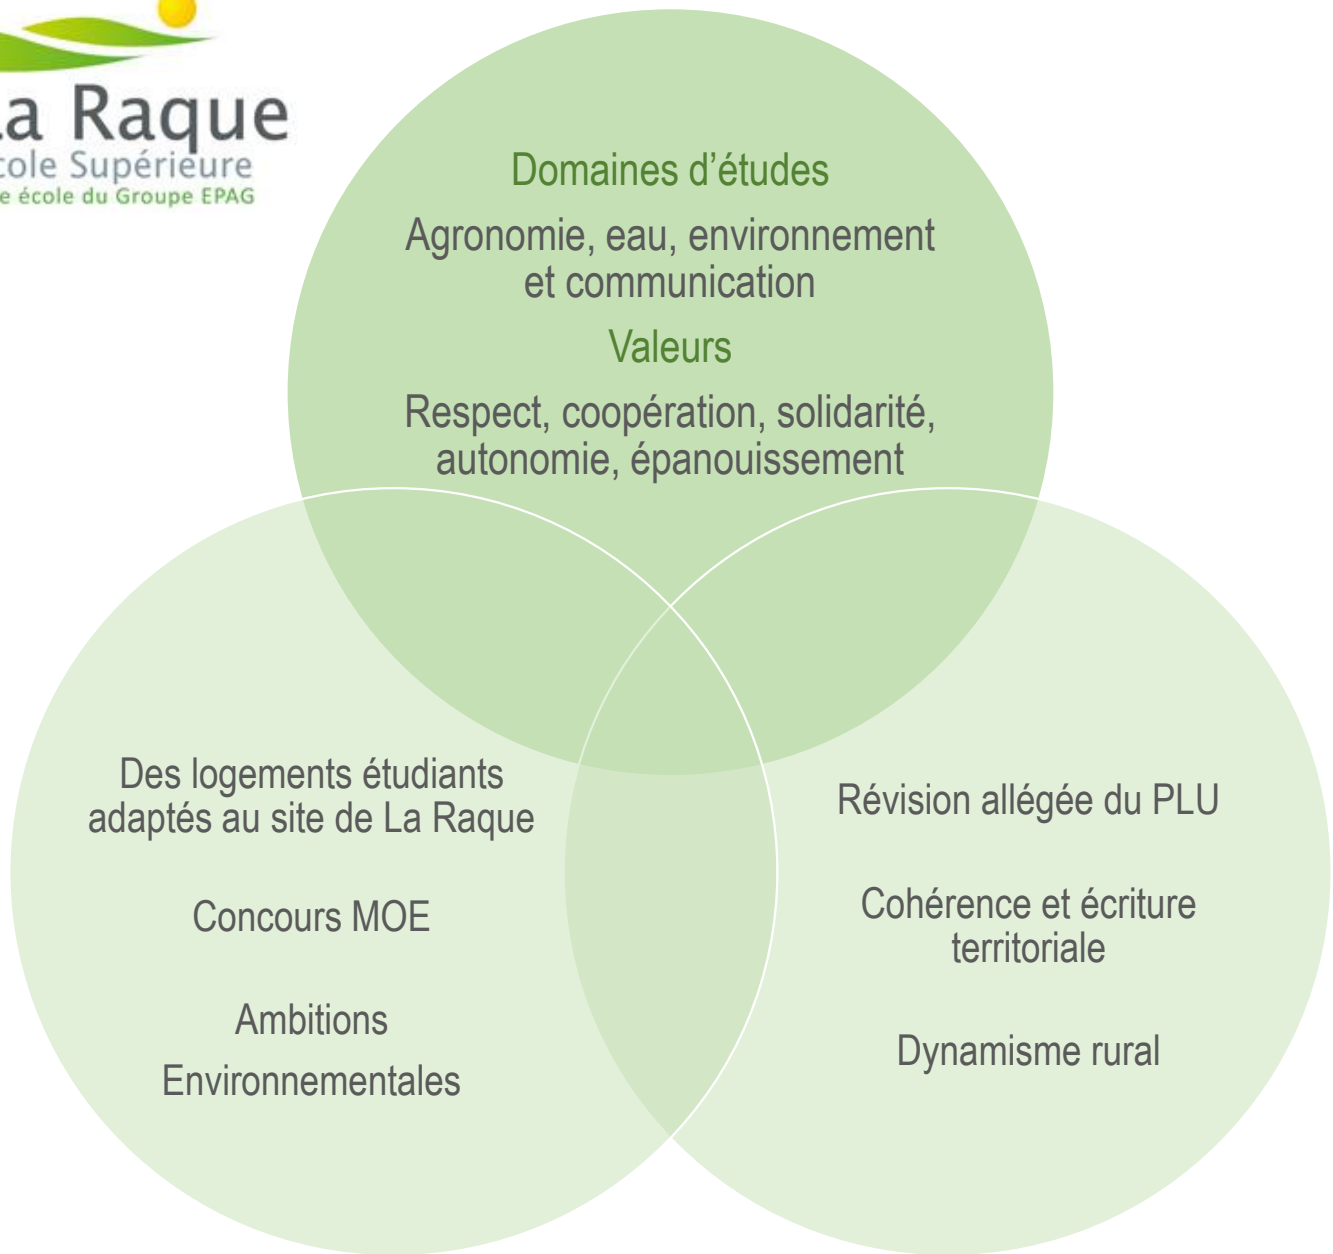 a Raque
cole Supérieure
e école du Groupe EPAG
Domaines d’études
Agronomie, eau, environnement
et communication
Valeurs
Respect, coopération, solidarité,
autonomie, épanouissement
Des logements étudiants
adaptés au site de La Raque
Concours MOE
Ambitions
Environnementales
Révision allégée du PLU
Cohérence et écriture
territoriale
Dynamisme rural